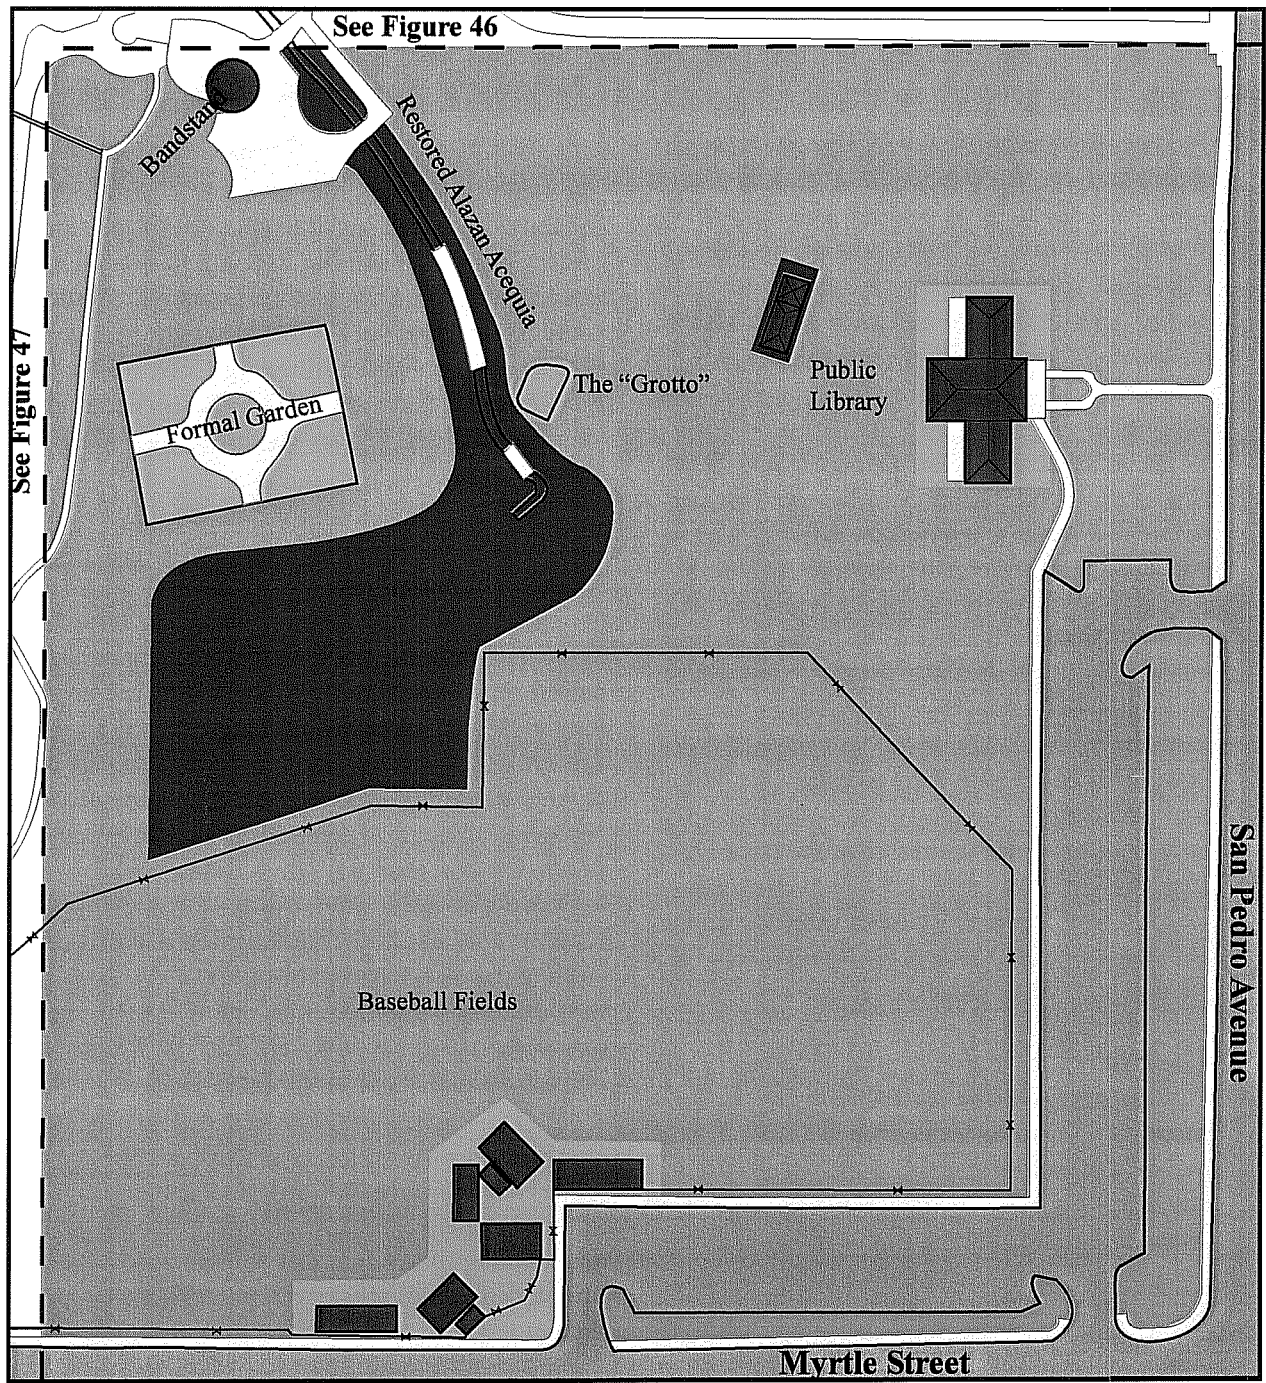 See Figure 46
Bandstand
Restored Alazan Acequia
See Figure 47
The “Grotto”
Public
Library
Formal Garden
San Pedro Avenue
Baseball Fields
Myrtle Street